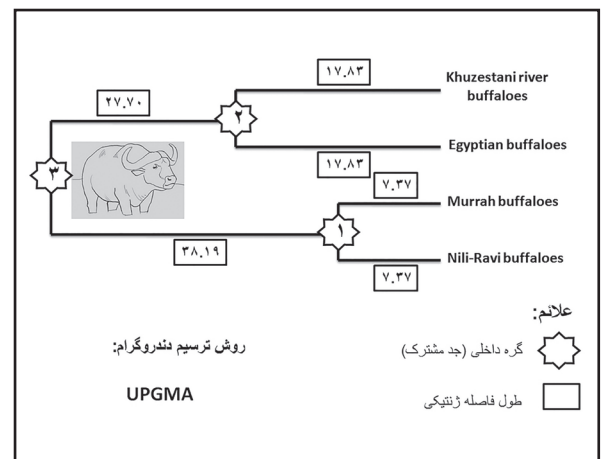 ۱۷.۸۳
Khuzestani river
buffaloes
۲۷.۷۰
۲
Egyptian buffaloes
۱۷.۸۳
۳
۷.۳۷
Murrah buffaloes
۱
۳۸.۱۹
Nili-Ravi buffaloes
۷.۳۷
علائم:
گره داخلی (جد مشترک)
روش ترسیم دندروگرام:
UPGMA
طول فاصله ژنتیکی